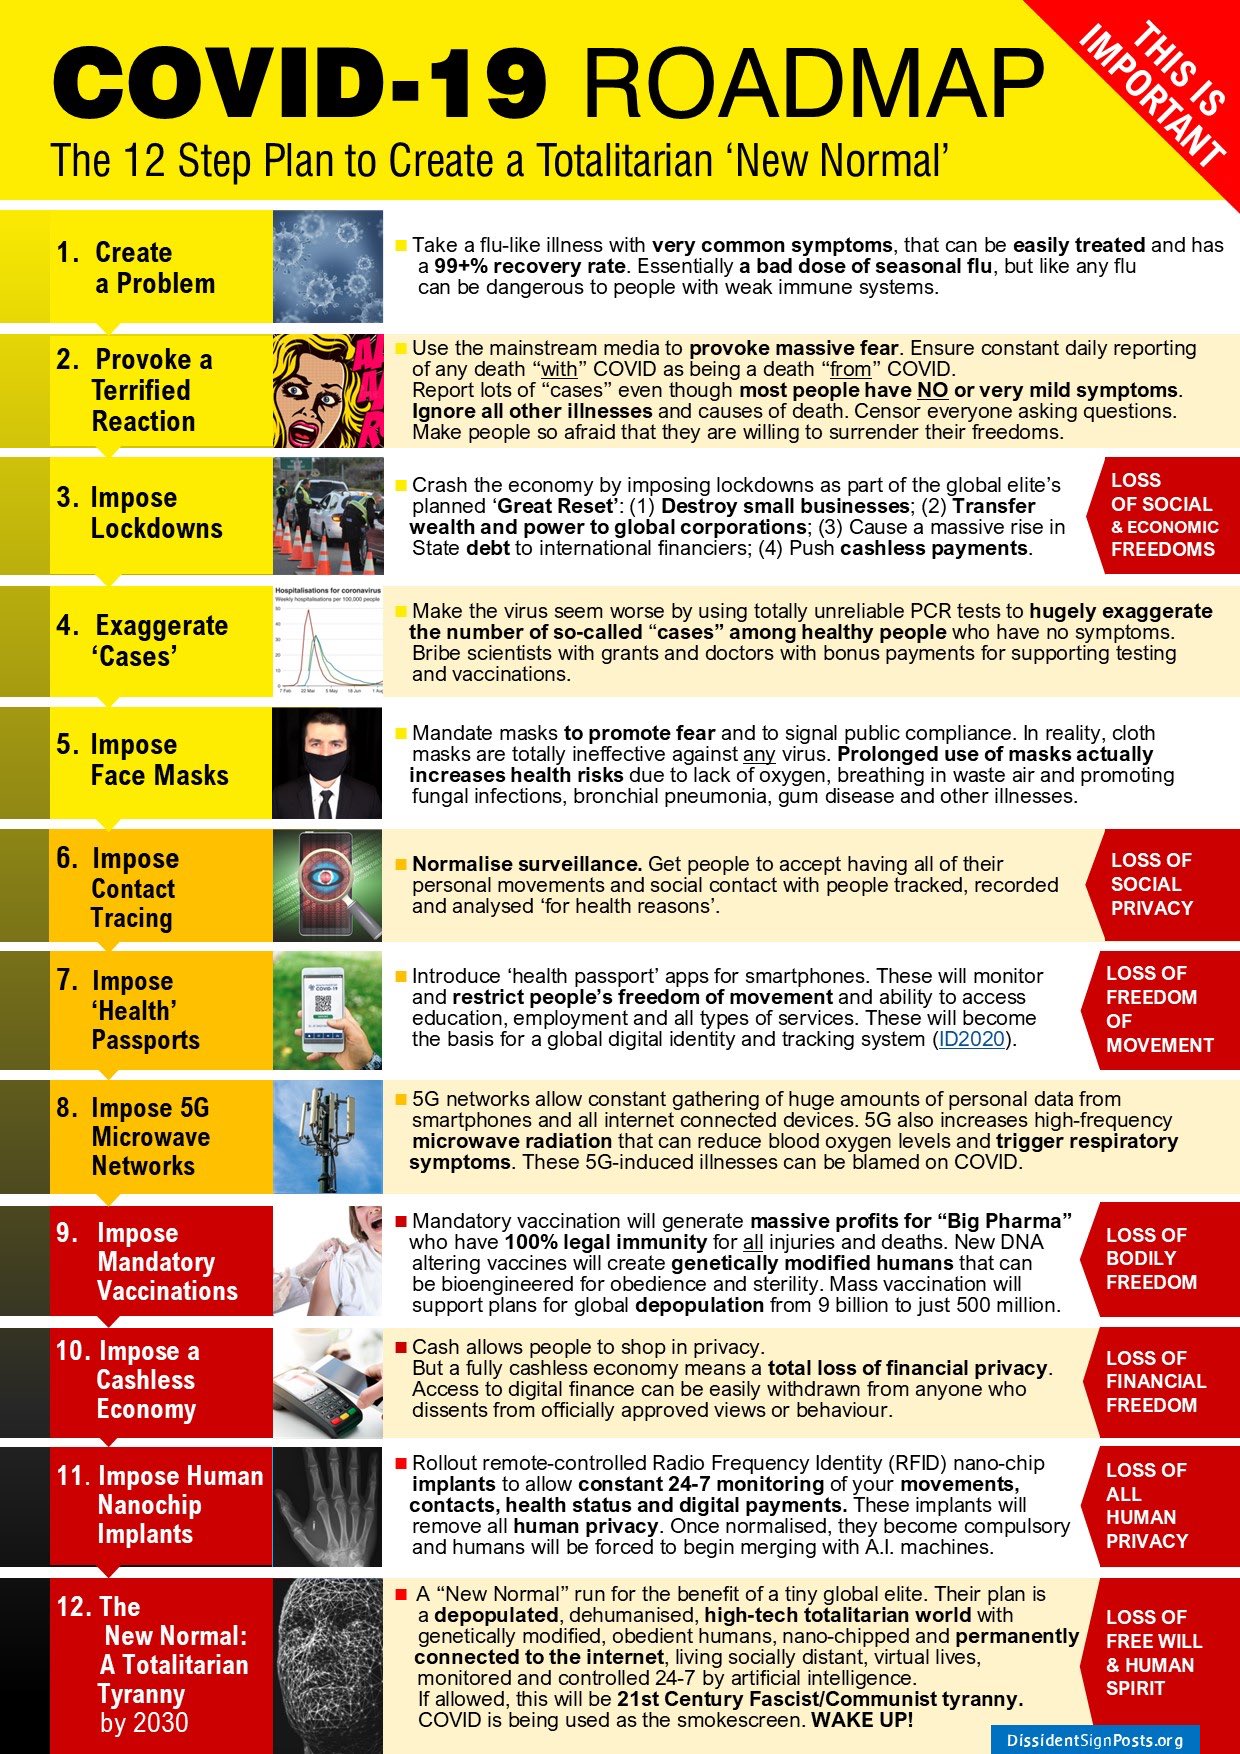 COVID-19 ROADMAP
The 12 Step Plan to Create a Totalitarian ‘New Normal’
THIS IS
IMPORTANT
1. Create
a Problem
Take a flu-like illness with very common symptoms, that can be easily treated and has
a 99+% recovery rate. Essentially a bad dose of seasonal flu, but like any flu
can be dangerous to people with weak immune systems.
2. Provoke a
Terrified
Reaction
Use the mainstream media to provoke massive fear. Ensure constant daily reporting
of any death “with” COVID as being a death “from” COVID.
Report lots of “cases” even though most people have NO or very mild symptoms.
Ignore all other illnesses and causes of death. Censor everyone asking questions.
Make people so afraid that they are willing to surrender their freedoms.
3. Impose
Lockdowns
Crash the economy by imposing lockdowns as part of the global elite’s
planned ‘Great Reset’: (1) Destroy small businesses; (2) Transfer
wealth and power to global corporations; (3) Cause a massive rise in
State debt to international financiers; (4) Push cashless payments.
LOSS
OF SOCIAL
& ECONOMIC
FREEDOMS
4. Exaggerate
‘Cases’
Hospitalisations for coronavirus
Weekly hospitalisations per 100,000 people
50
40
30
20
10
0
7 Feb 22 Mar 5 May 18 Jun 1 Aug
Make the virus seem worse by using totally unreliable PCR tests to hugely exaggerate
the number of so-called “cases” among healthy people who have no symptoms.
Bribe scientists with grants and doctors with bonus payments for supporting testing
and vaccinations.
5. Impose
Face Masks
Mandate masks to promote fear and to signal public compliance. In reality, cloth
masks are totally ineffective against any virus. Prolonged use of masks actually
increases health risks due to lack of oxygen, breathing in waste air and promoting
fungal infections, bronchial pneumonia, gum disease and other illnesses.
6. Impose
Contact
Tracing
Normalise surveillance. Get people to accept having all of their
personal movements and social contact with people tracked, recorded
and analysed ‘for health reasons’.
LOSS OF
SOCIAL
PRIVACY
7. Impose
‘Health’
Passports
COVID-19
Introduce ‘health passport’ apps for smartphones. These will monitor
and restrict people’s freedom of movement and ability to access
education, employment and all types of services. These will become
the basis for a global digital identity and tracking system (ID2020).
LOSS OF
FREEDOM
OF
MOVEMENT
8. Impose 5G
Microwave
Networks
5G networks allow constant gathering of huge amounts of personal data from
smartphones and all internet connected devices. 5G also increases high-frequency
microwave radiation that can reduce blood oxygen levels and trigger respiratory
symptoms. These 5G-induced illnesses can be blamed on COVID.
9. Impose
Mandatory
Vaccinations
Mandatory vaccination will generate massive profits for “Big Pharma”
who have 100% legal immunity for all injuries and deaths. New DNA
altering vaccines will create genetically modified humans that can
be bioengineered for obedience and sterility. Mass vaccination will
support plans for global depopulation from 9 billion to just 500 million.
LOSS OF
BODILY
FREEDOM
10. Impose a
Cashless
Economy
Cash allows people to shop in privacy.
But a fully cashless economy means a total loss of financial privacy.
Access to digital finance can be easily withdrawn from anyone who
dissents from officially approved views or behaviour.
LOSS OF
FINANCIAL
FREEDOM
11. Impose Human
Nanochip
Implants
Rollout remote-controlled Radio Frequency Identity (RFID) nano-chip
implants to allow constant 24-7 monitoring of your movements,
contacts, health status and digital payments. These implants will
remove all human privacy. Once normalised, they become compulsory
and humans will be forced to begin merging with A.I. machines.
LOSS OF
ALL
HUMAN
PRIVACY
12. The
New Normal:
A Totalitarian
Tyranny
by 2030
A “New Normal” run for the benefit of a tiny global elite. Their plan is
a depopulated, dehumanised, high-tech totalitarian world with
genetically modified, obedient humans, nano-chipped and permanently
connected to the internet, living socially distant, virtual lives,
monitored and controlled 24-7 by artificial intelligence.
If allowed, this will be 21st Century Fascist/Communist tyranny.
COVID is being used as the smokescreen. WAKE UP!
LOSS OF
FREE WILL
& HUMAN
SPIRIT
DissidentSignPosts.org